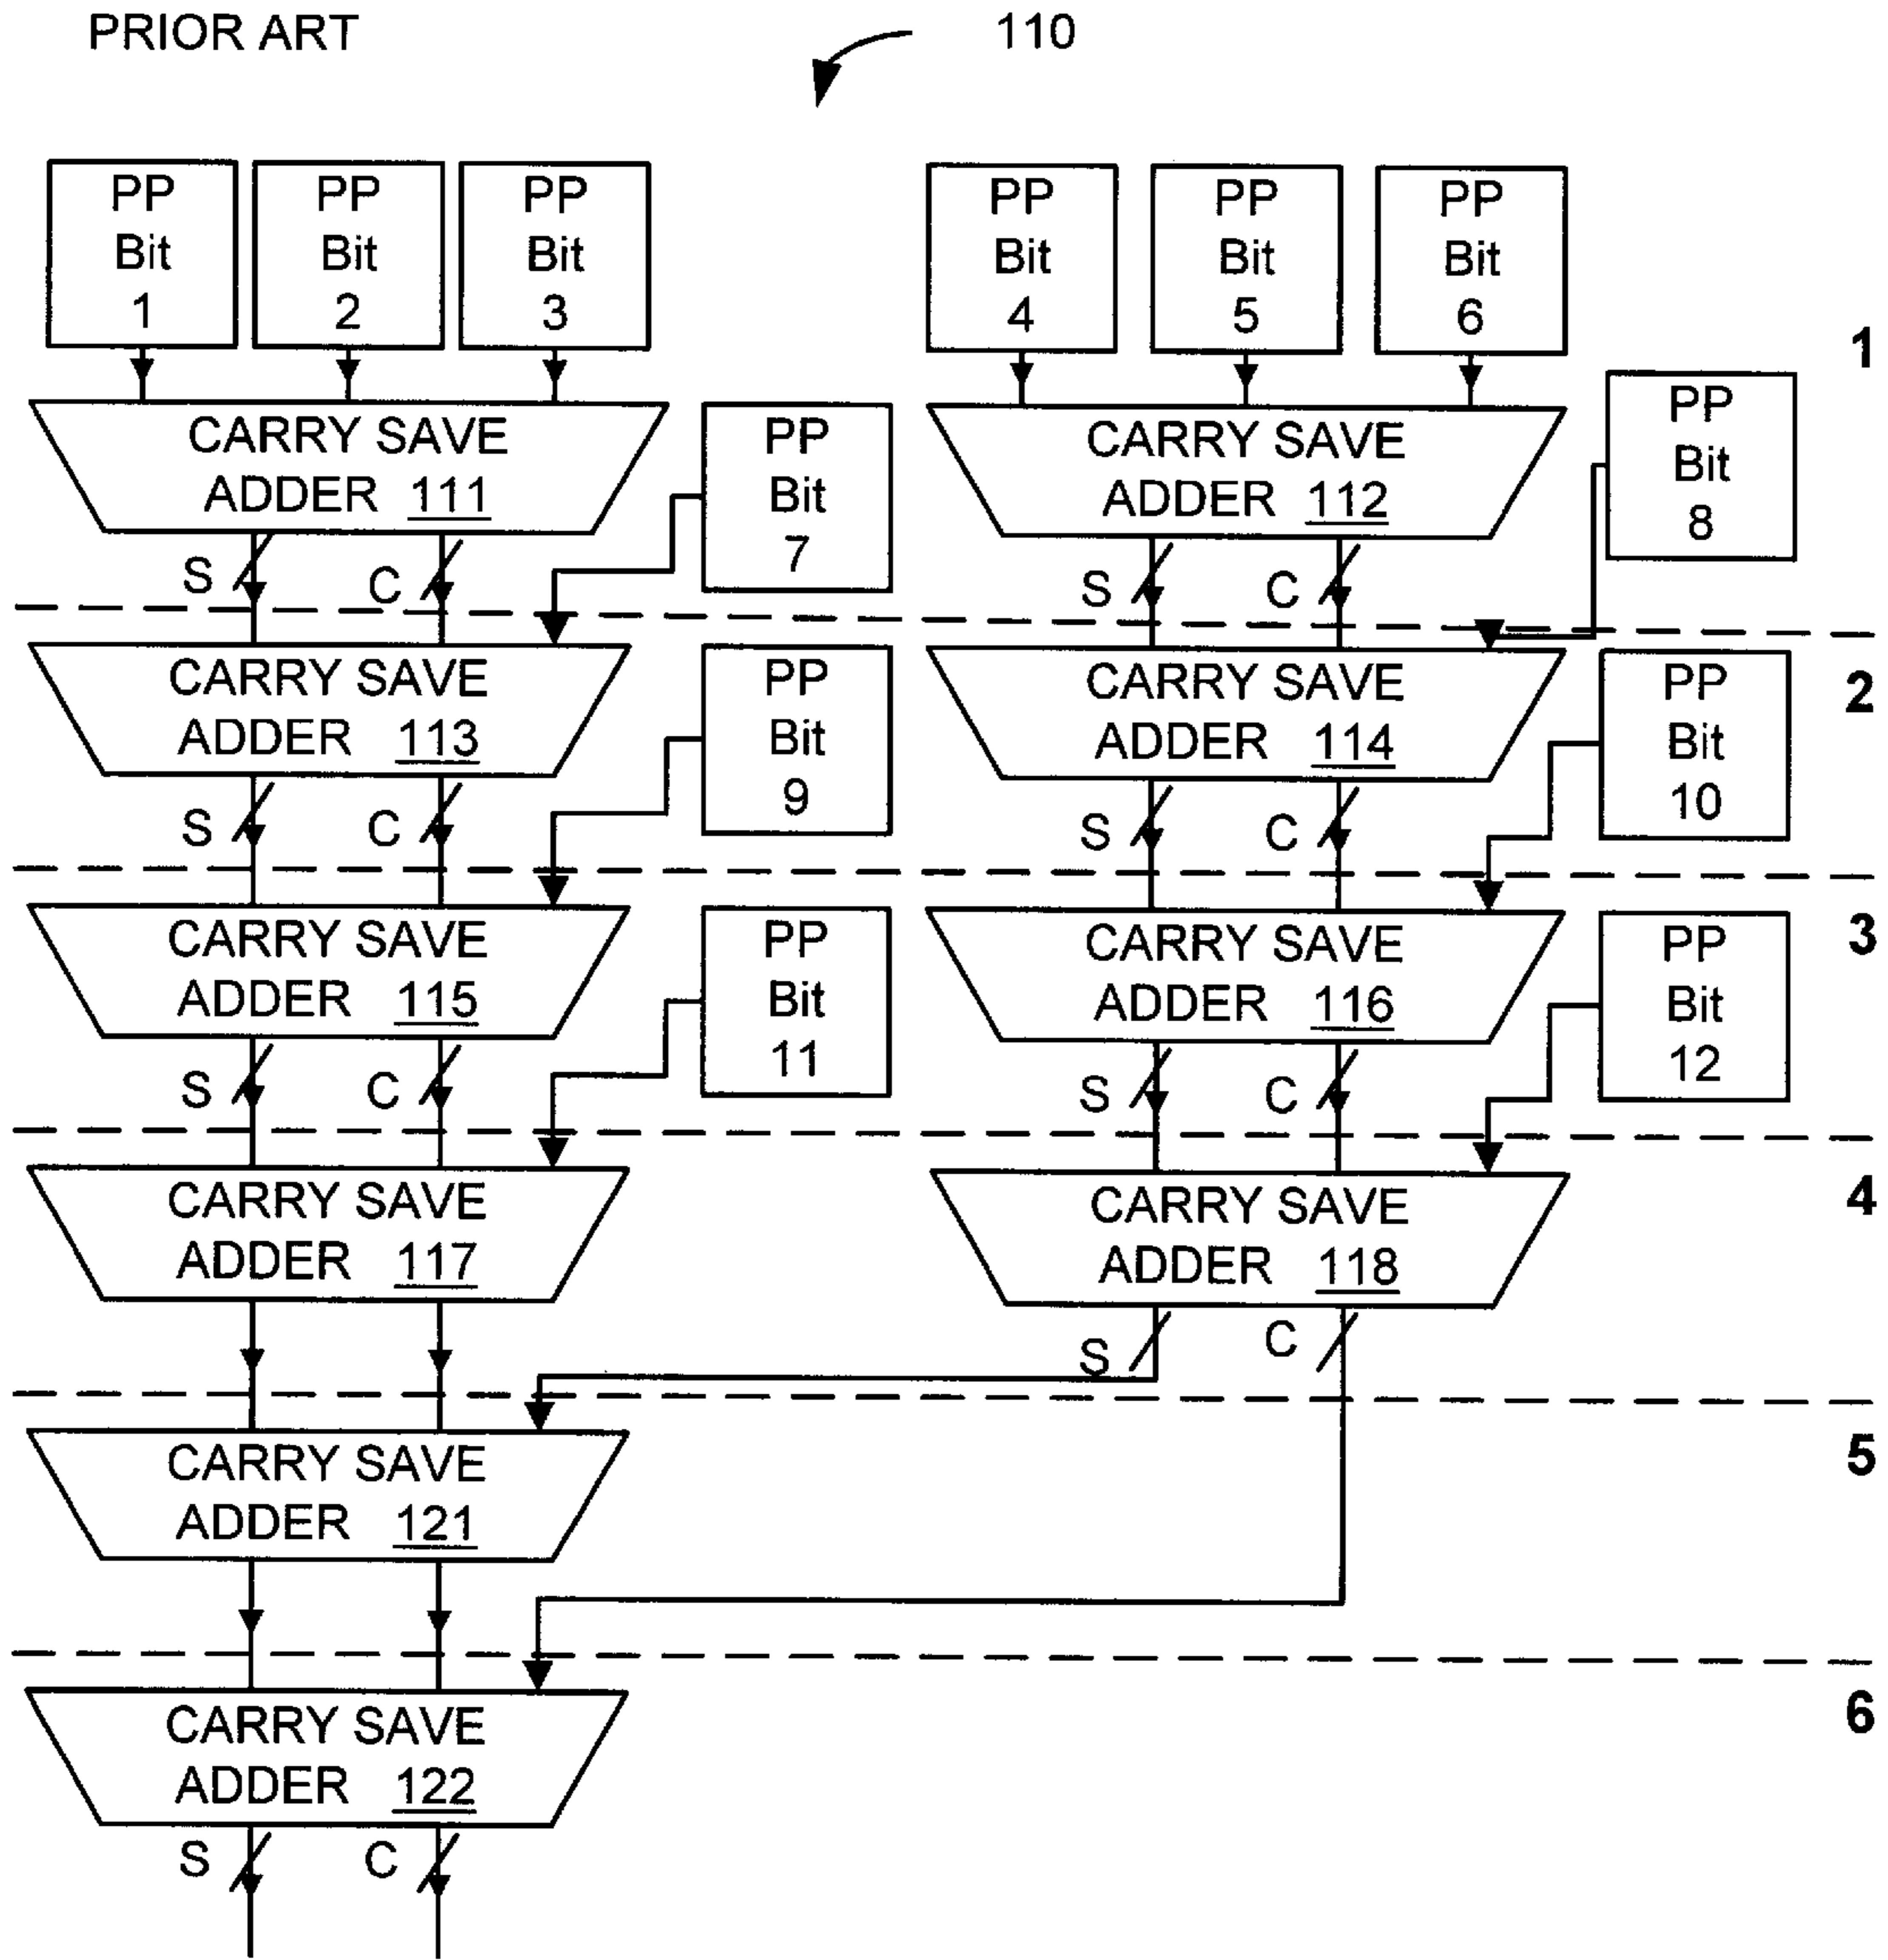 PRIOR ART
110
PP
Bit
1
PP
Bit
2
PP
Bit
3
PP
Bit
4
PP
Bit
5
PP
Bit
6
1
CARRY SAVE
ADDER 111
PP
Bit
7
CARRY SAVE
ADDER 112
PP
Bit
8
S
C
S
C
CARRY SAVE
ADDER 113
PP
Bit
9
CARRY SAVE
ADDER 114
PP
Bit
10
2
S
C
S
C
CARRY SAVE
ADDER 115
PP
Bit
11
CARRY SAVE
ADDER 116
PP
Bit
12
3
S
C
S
C
CARRY SAVE
ADDER 117
CARRY SAVE
ADDER 118
4
S
C
CARRY SAVE
ADDER 121
5
CARRY SAVE
ADDER 122
6
S
C